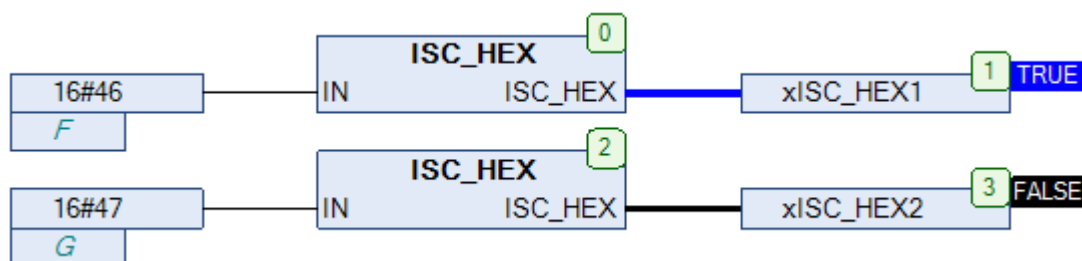 0
ISC_HEX
16#46 IN ISC_HEX xISC_HEX1 1 TRUE
F
2
ISC_HEX
16#47 IN ISC_HEX xISC_HEX2 3 FALSE
G